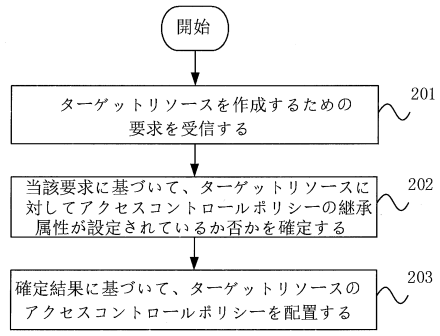 開始
ターゲットリソースを作成するための
要求を受信する
201
当該要求に基づいて、ターゲットリソースに
対してアクセスコントロールポリシーの継承
属性が設定されているか否かを確定する
202
確定結果に基づいて、ターゲットリソースの
アクセスコントロールポリシーを配置する
203